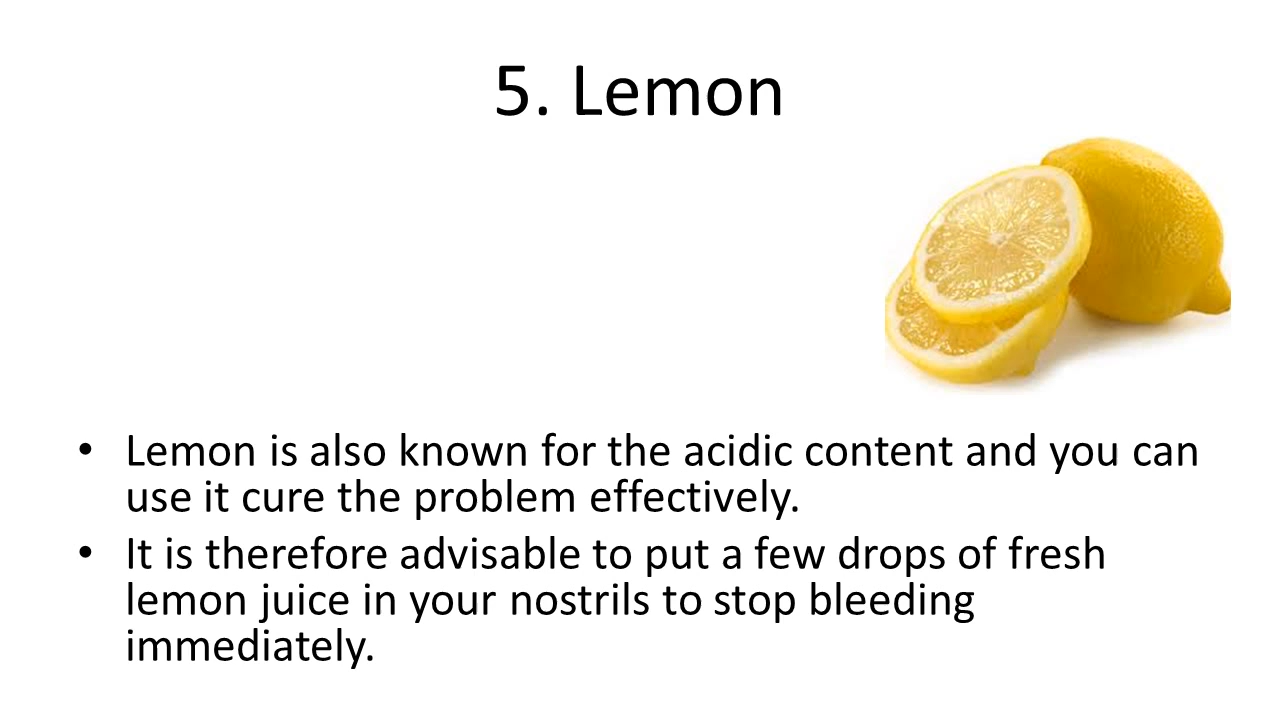 5. Lemon
• Lemon is also known for the acidic content and you can
use it cure the problem effectively.
• It is therefore advisable to put a few drops of fresh
lemon juice in your nostrils to stop bleeding
immediately.